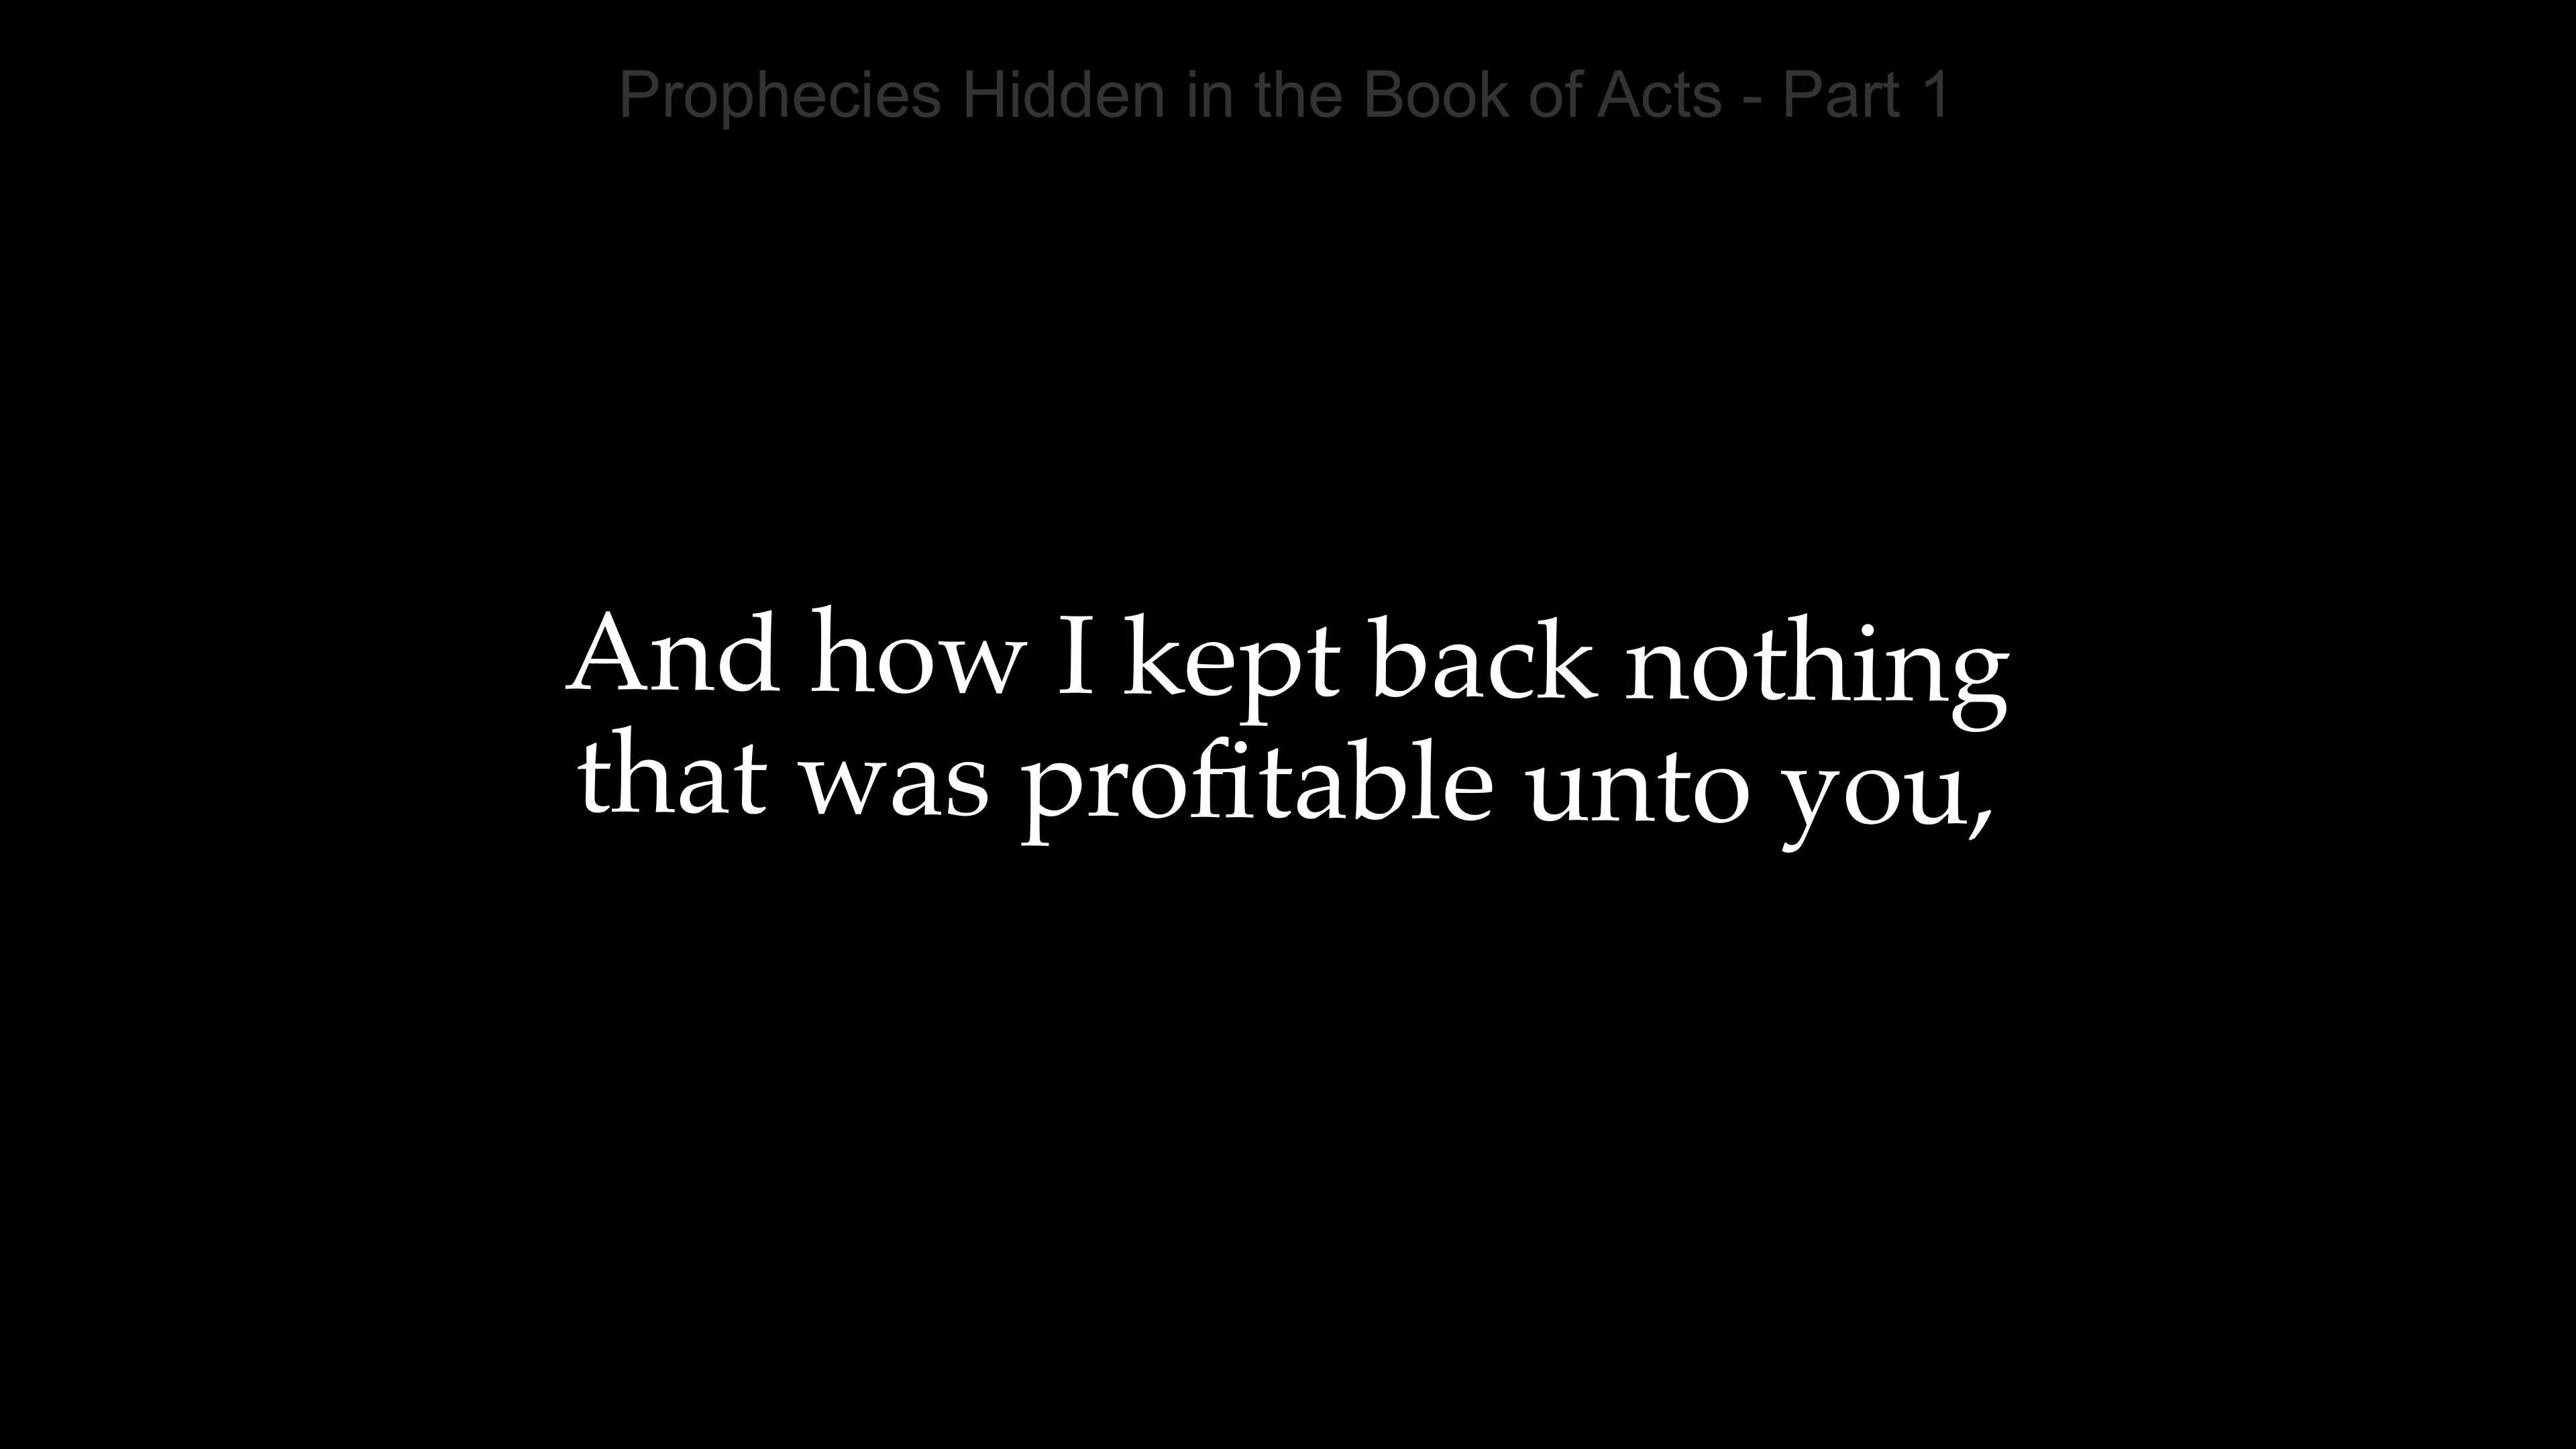 Prophecies Hidden in the Book of Acts - Part 1
And how I kept back nothing
that was profitable unto you,